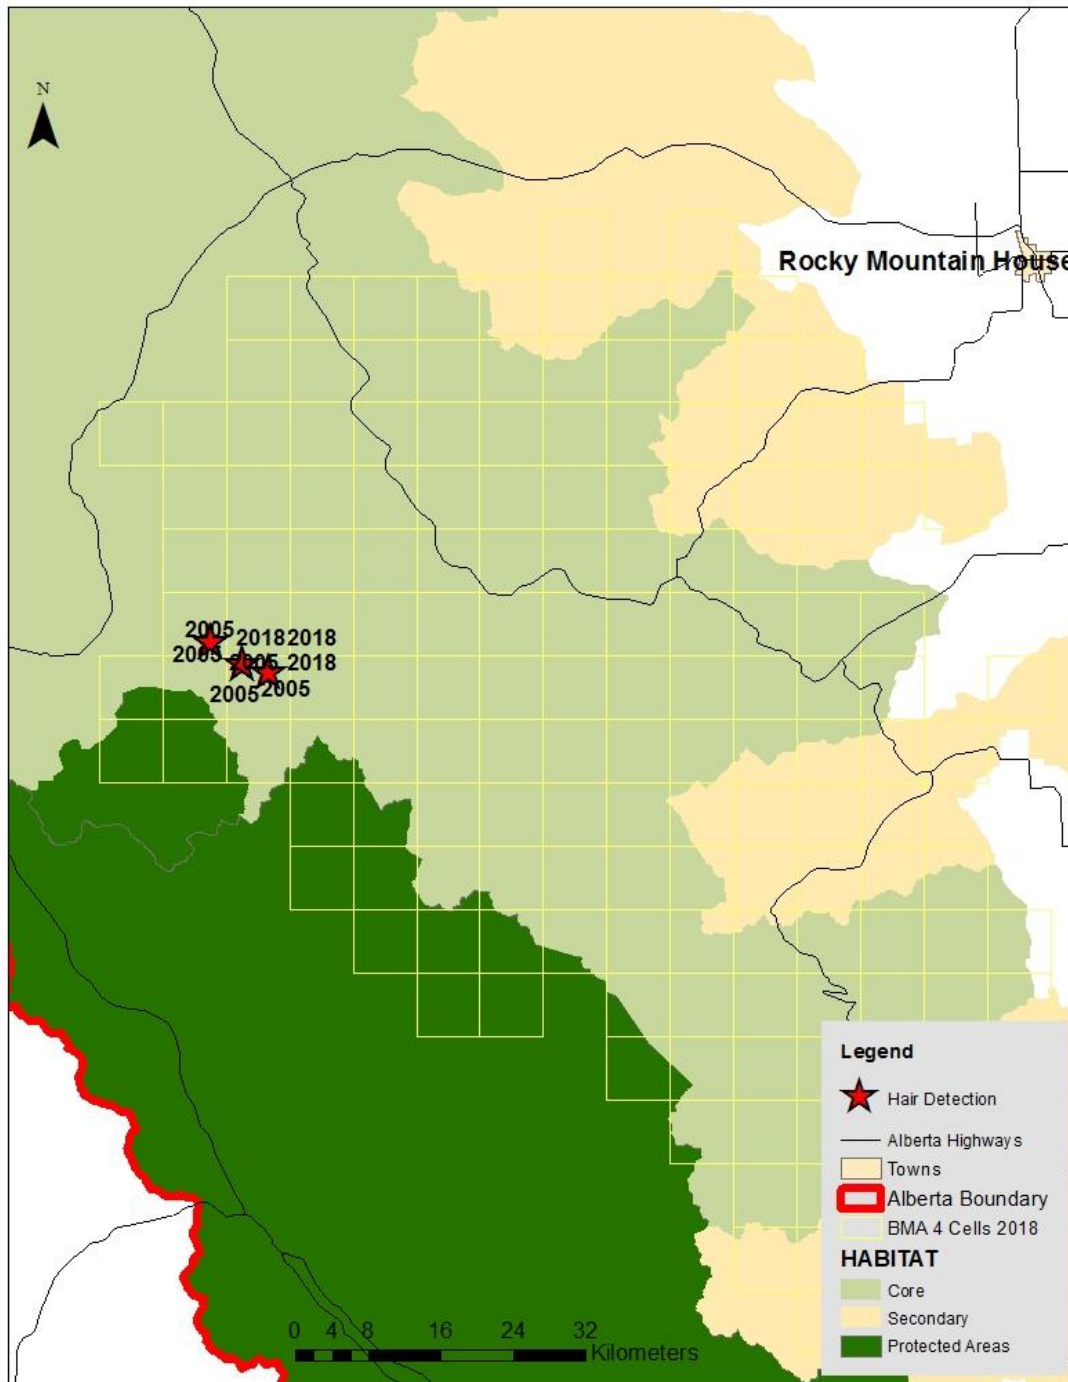 N
Rocky Mountain House
2005
2018 2018
2005 2005 2018
2005 2005
Legend
Hair Detection
Alberta Highways
Towns
Alberta Boundary
BMA 4 Cells 2018
HABITAT
Core
Secondary
Protected Areas
0 4 8 16 24 32
Kilometers